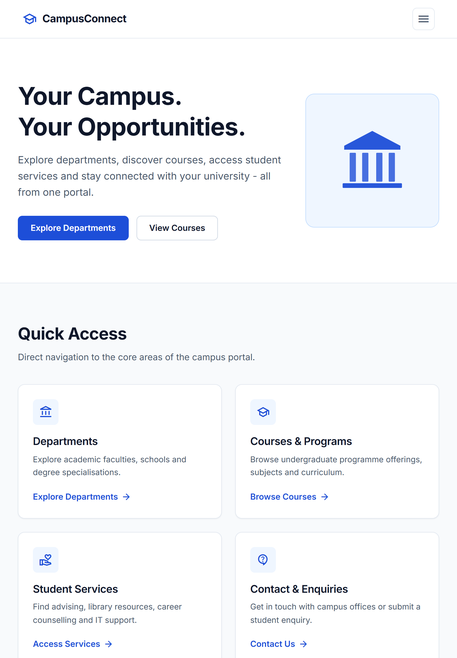 CampusConnect
Your Campus.
Your Opportunities.
Explore departments, discover courses, access student
services and stay connected with your university - all
from one portal.
Explore Departments
View Courses
Quick Access
Direct navigation to the core areas of the campus portal.
Departments
Explore academic faculties, schools and
degree specialisations.
Explore Departments →
Courses & Programs
Browse undergraduate programme offerings,
subjects and curriculum.
Browse Courses →
Student Services
Find advising, library resources, career
counselling and IT support.
Access Services →
Contact & Enquiries
Get in touch with campus offices or submit a
student enquiry.
Contact Us →